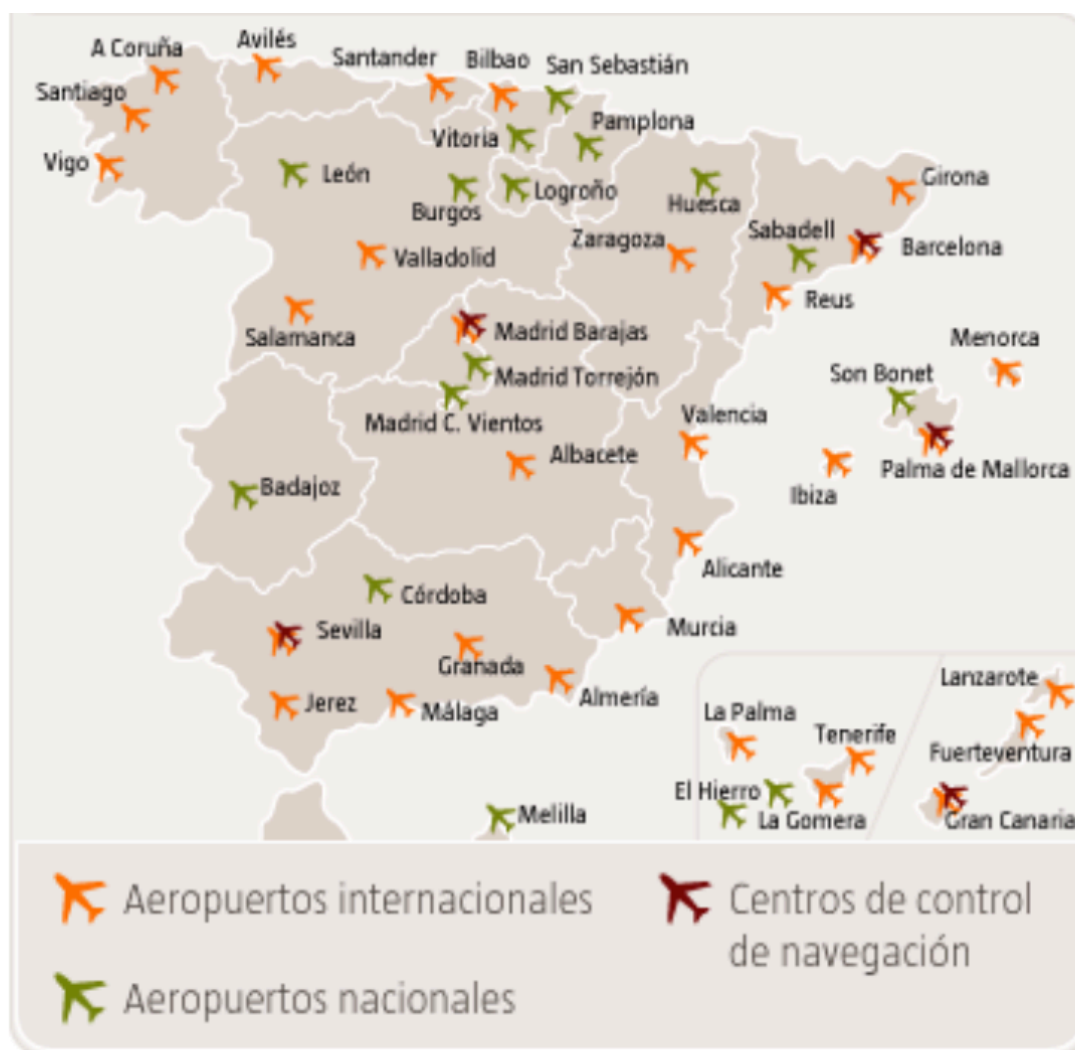 A Coruña
Avilés
Santander
Bilbao
San Sebastián
Santiago
Vitoria
Pamplona
Vigo
León
Burgos
Logroño
Huesca
Girona
Zaragoza
Sabadell
Barcelona
Valladolid
Reus
Salamanca
Madrid Barajas
Menorca
Madrid Torrejón
Son Bonet
Madrid C. Vientos
Valencia
Albacete
Palma de Mallorca
Badajoz
Ibiza
Alicante
Córdoba
Sevilla
Murcia
Granada
Almería
Lanzarote
Jerez
Málaga
La Palma
Tenerife
Fuerteventura
El Hierro
Melilla
La Gomera
Gran Canaria
Aeropuertos internacionales
Centros de control
de navegación
Aeropuertos nacionales